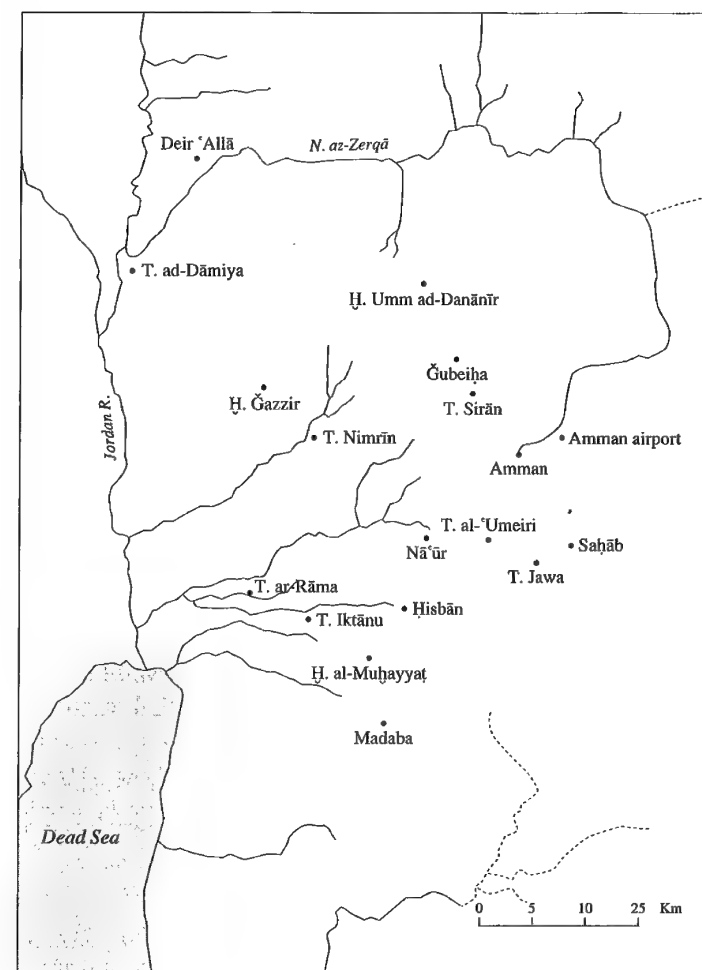 Deir ʿAllā
N. az-Zerqā
T. ad-Dāmiya
Ḫ. Umm ad-Danānīr
Ǧubeiḥa
Ḫ. Ǧazzir
T. Sirān
Jordan R.
T. Nimrīn
Amman airport
Amman
T. al-ʿUmeiri
Nāʿūr
Saḥāb
T. Jawa
T. ar-Rāma
Ḥisbān
T. Iktānu
Ḫ. al-Muḫayyaṭ
Madaba
Dead Sea
0 5 10 25 Km